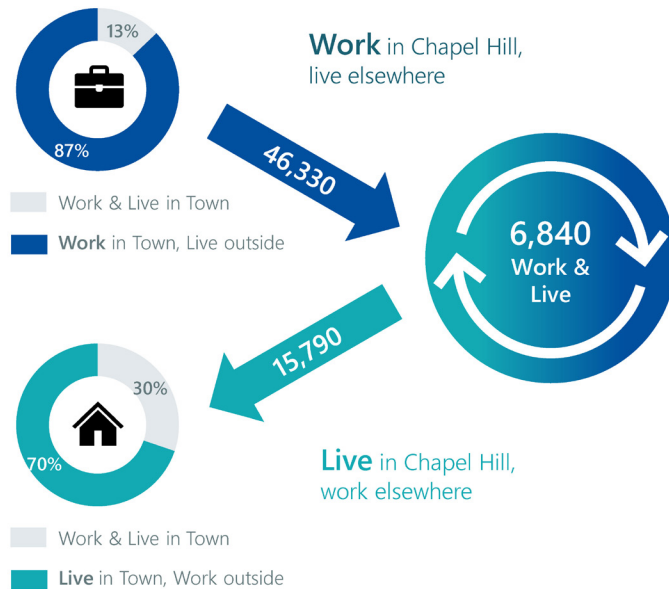 13%
87%
Work & Live in Town
Work in Town, Live outside
Work in Chapel Hill,
live elsewhere
46,330
6,840
Work &
Live
15,790
30%
70%
Live in Chapel Hill,
work elsewhere
Work & Live in Town
Live in Town, Work outside